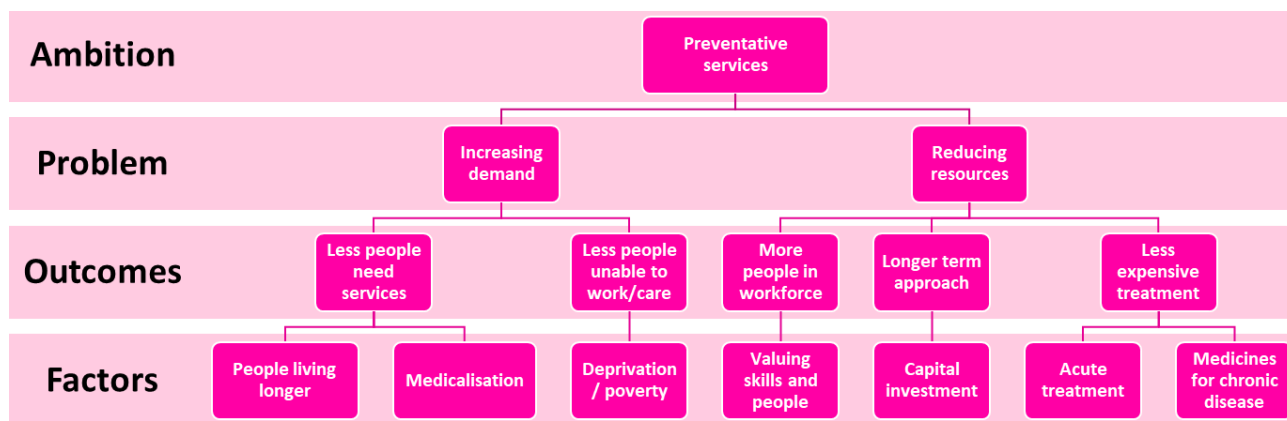 Ambition
Preventative
services
Problem
Increasing
demand
Reducing
resources
Outcomes
Less people
need
services
Less people
unable to
work/care
More
people in
workforce
Longer term
approach
Less
expensive
treatment
Factors
People living
longer
Medicalisation
Deprivation
/ poverty
Valuing
skills and
people
Capital
investment
Acute
treatment
Medicines
for chronic
disease